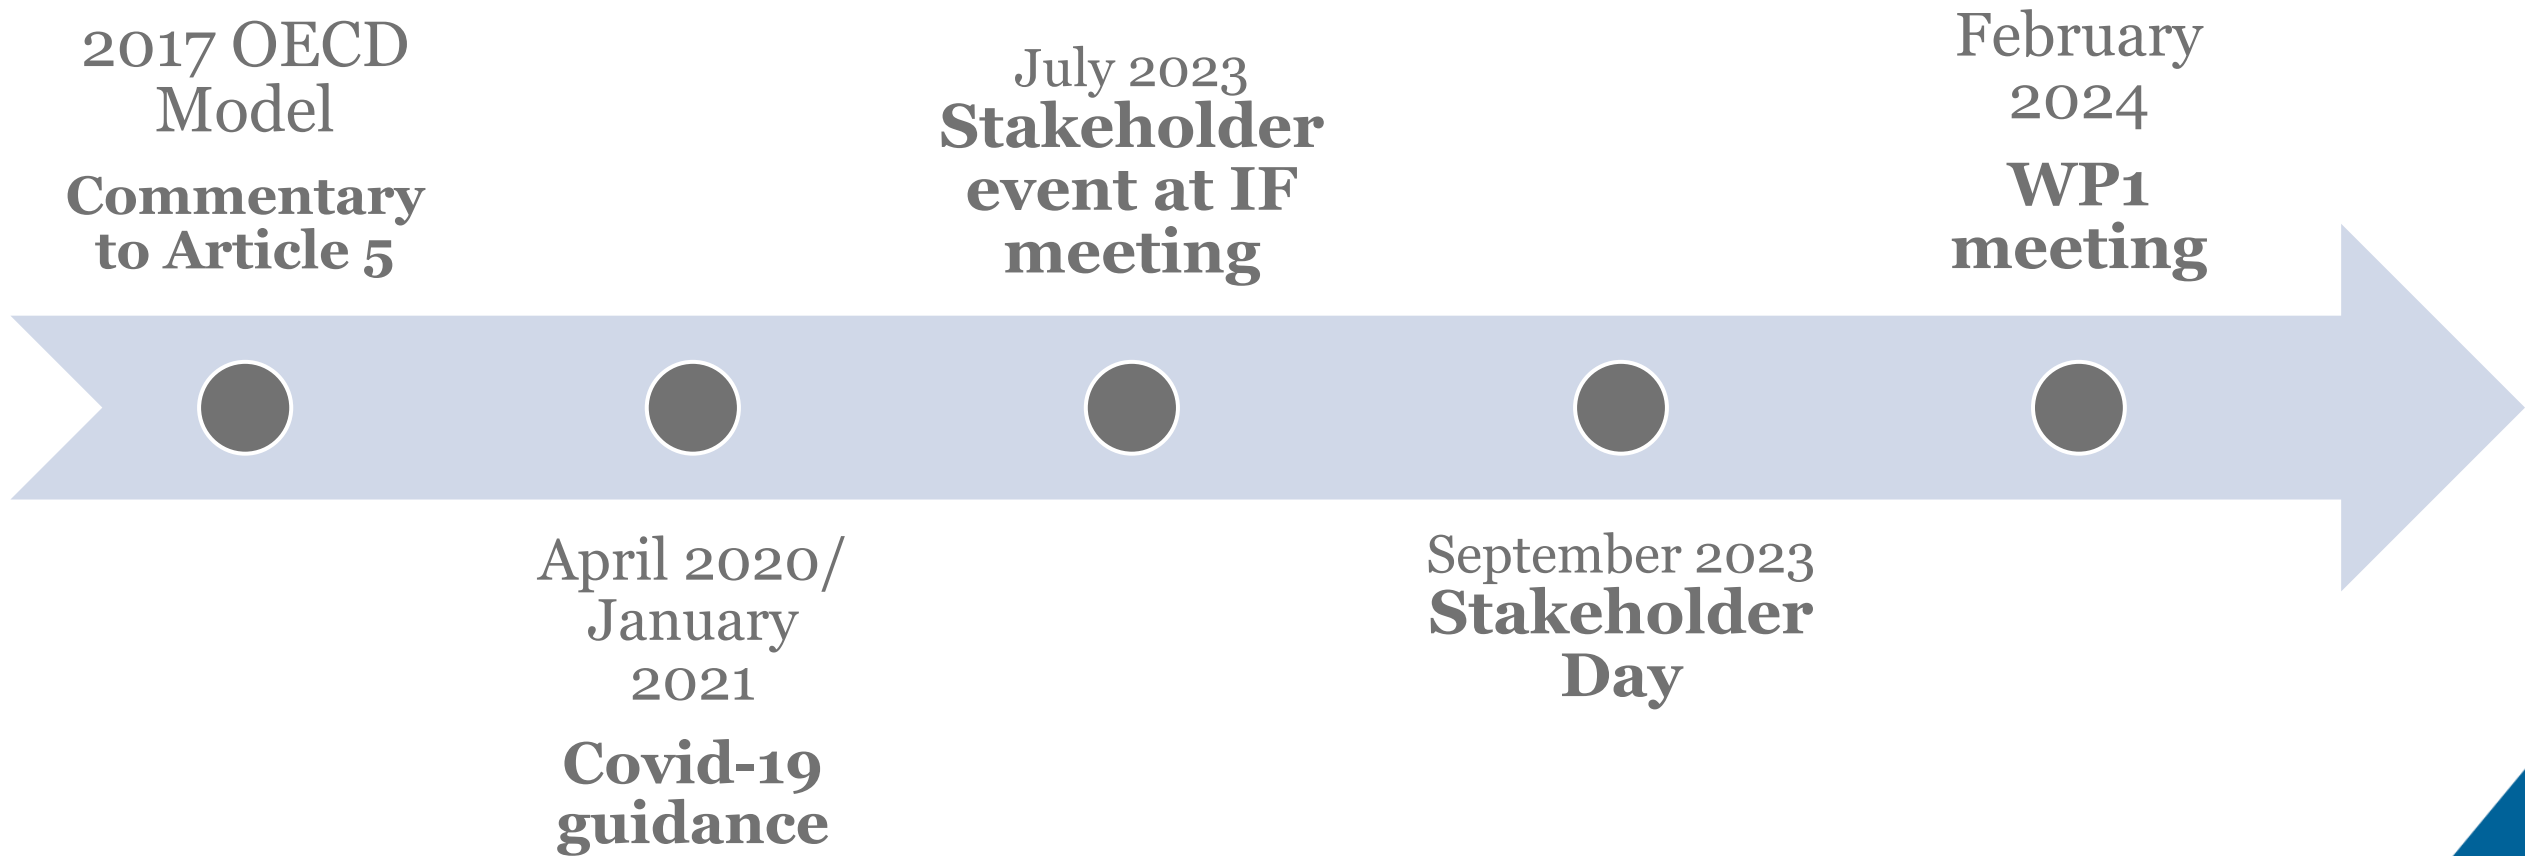 2017 OECD
Model
Commentary
to Article 5
April 2020/
January
2021
Covid-19
guidance
July 2023
Stakeholder
event at IF
meeting
September 2023
Stakeholder
Day
February
2024
WP1
meeting